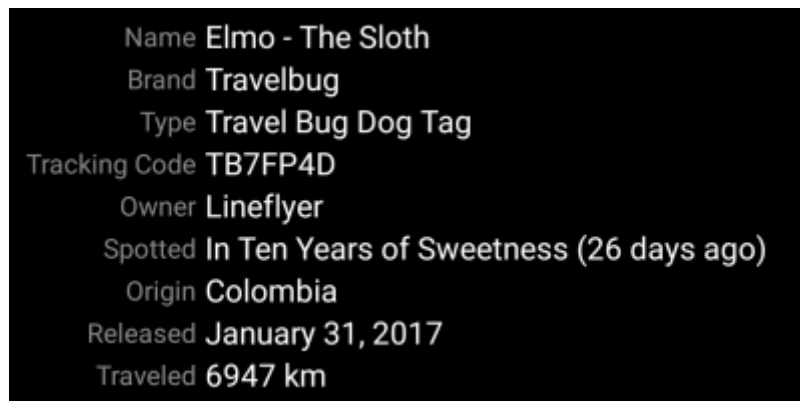 Name Elmo - The Sloth
Brand Travelbug
Type Travel Bug Dog Tag
Tracking Code TB7FP4D
Owner Lineflyer
Spotted In Ten Years of Sweetness (26 days ago)
Origin Colombia
Released January 31, 2017
Traveled 6947 km